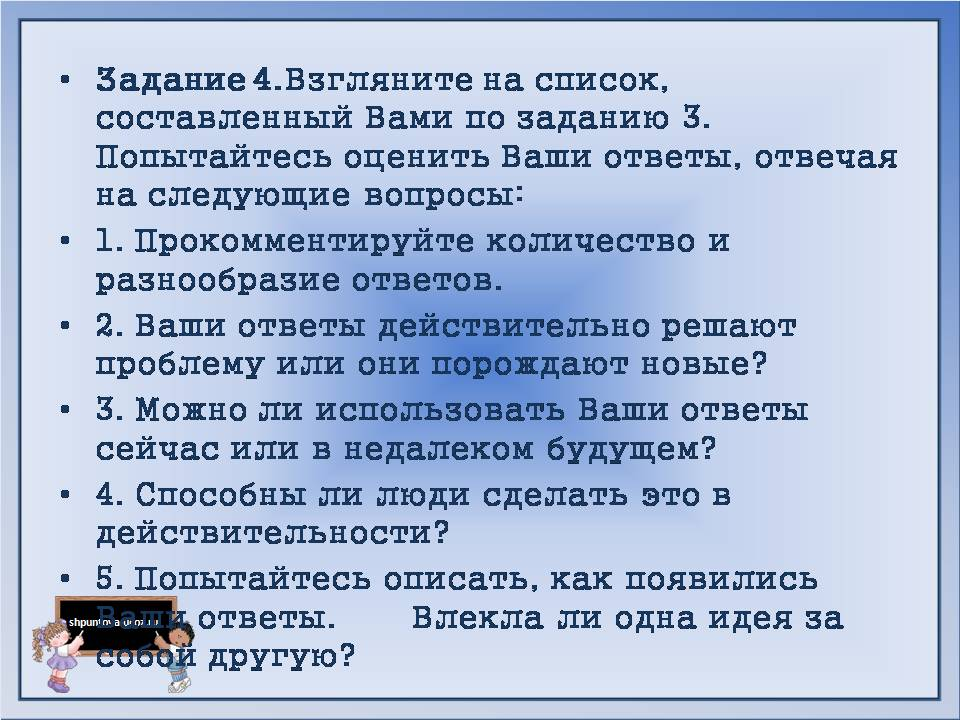 • Задание 4.Взгляните на список,
составленный Вами по заданию 3.
Попытайтесь оценить Ваши ответы, отвечая
на следующие вопросы:
• 1. Прокомментируйте количество и
разнообразие ответов.
• 2. Ваши ответы действительно решают
проблему или они порождают новые?
• 3. Можно ли использовать Ваши ответы
сейчас или в недалеком будущем?
• 4. Способны ли люди сделать это в
действительности?
• 5. Попытайтесь описать, как появились
Ваши ответы. Влекла ли одна идея за
собой другую?